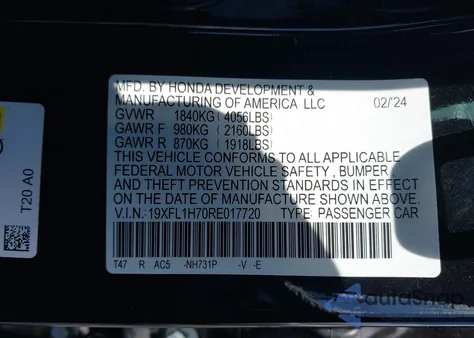 MFD. BY HONDA DEVELOPMENT &
MANUFACTURING OF AMERICA LLC 02/'24
GVWR 1840KG (4056LBS)
GAWR F 980KG (2160LBS)
GAWR R 870KG (1918LBS)
THIS VEHICLE CONFORMS TO ALL APPLICABLE
FEDERAL MOTOR VEHICLE SAFETY, BUMPER
AND THEFT PREVENTION STANDARDS IN EFFECT
ON THE DATE OF MANUFACTURE SHOWN ABOVE.
V.I.N.: 19XFL1H70RE017720 TYPE: PASSENGER CAR
T47 R AC5 -NH731P -V -E
T20 A0
autosnap